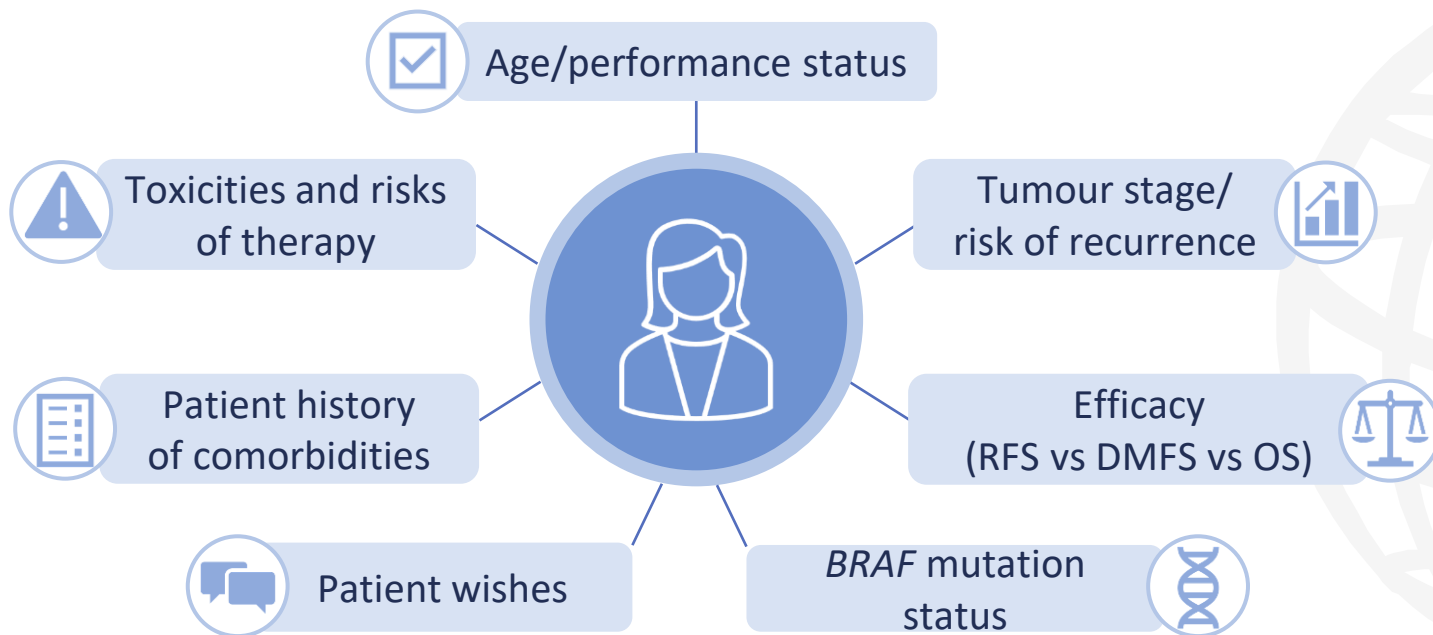 Age/performance status
Toxicities and risks
of therapy
Tumour stage/
risk of recurrence
Patient history
of comorbidities
Efficacy
(RFS vs DMFS vs OS)
Patient wishes
BRAF mutation
status